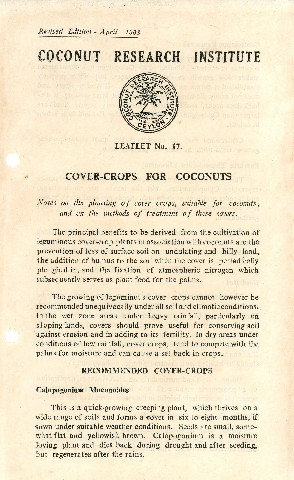 Revised Edition - April 1968
COCONUT RESEARCH INSTITUTE
COCONUT RESEARCH INSTITUTE
CEYLON
LEAFLET No. 47.
COVER-CROPS FOR COCONUTS
Notes on the planting of cover crops, suitable for coconuts,
and on the methods of treatment of these covers.
The principal benefits to be derived from the cultivation of
leguminous cover-crop plants in association with coconuts are the
prevention of loss of surface soil on undulating and hilly land,
the addition of humus to the soil when the cover is periodically
ploughed in, and the fixation of atmospheric nitrogen which
subsequently serves as plant food for the palms.
The growing of leguminous cover crops cannot however be
recommended unequivocally under all soil and climatic conditions.
In the wet zone areas under heavy rainfall, particularly on
sloping lands, covers should prove useful for conserving soil
against erosion and in adding to its fertility. In dry areas under
conditions of low rainfall, cover crops, tend to compete with the
palms for moisture and can cause a set back in crops.
RECOMMENDED COVER-CROPS
Calopogonium Mucunoides
This is a quick-growing creeping plant, which thrives on a
wide range of soils and forms a cover in six to eight months, if
sown under suitable weather conditions. Seeds are small, some-
what flat and yellowish brown. Calopogonium is a moisture
loving plant and dies back during drought and after seeding,
but regenerates after the rains.